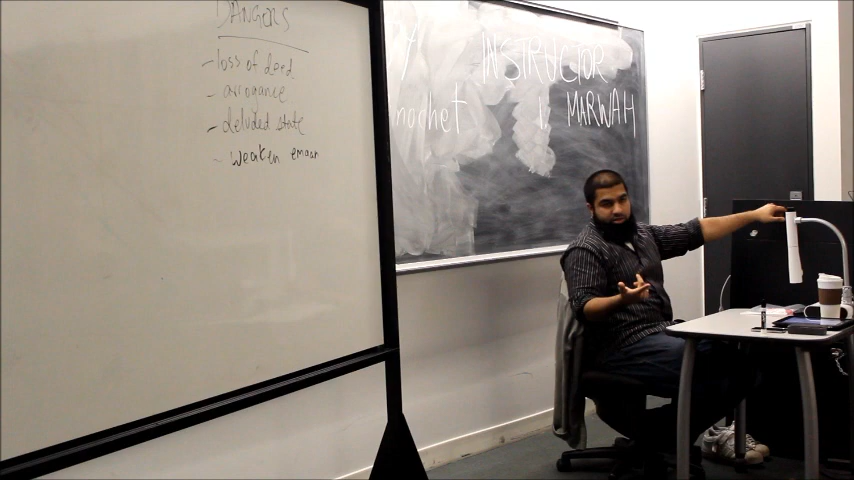 DANGERS
- loss of deed
- arrogance
- deluded state
- weaken emaan
INSTRUCTOR
MARWAH